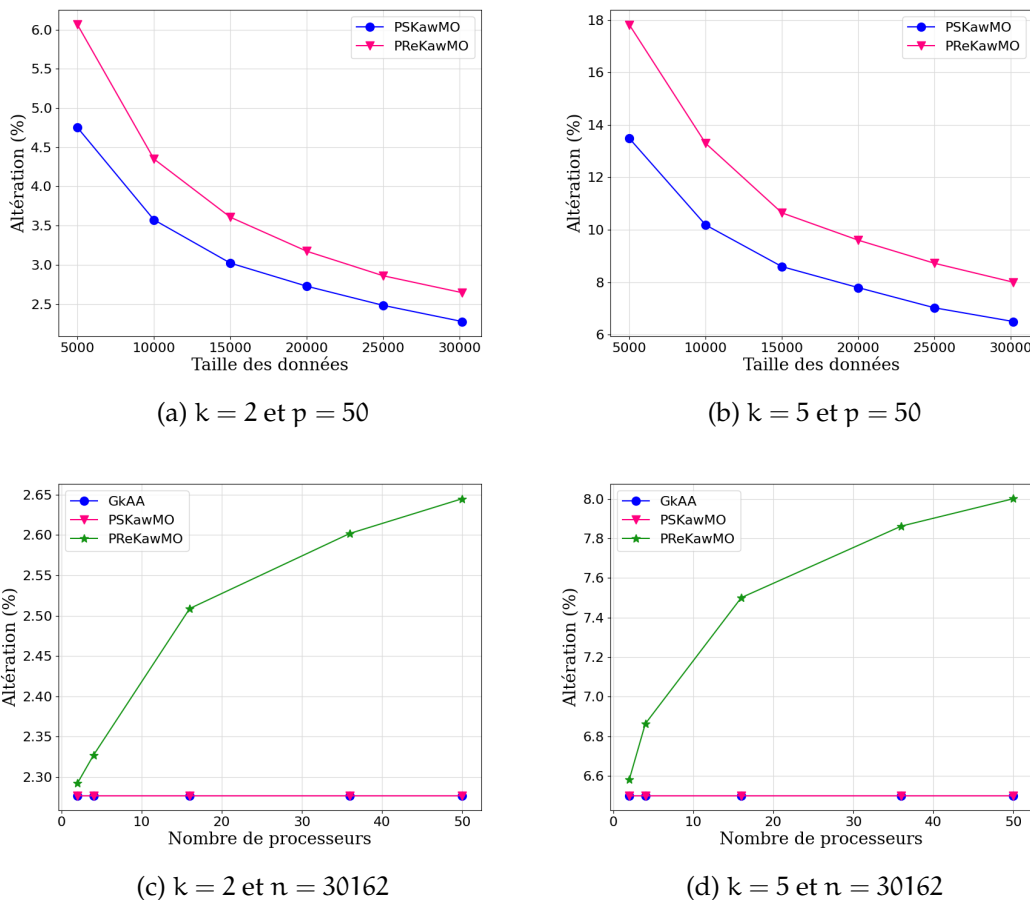 PSKawMO
PReKawMO
6.0
5.5
5.0
4.5
4.0
3.5
3.0
2.5
Altération (%)
5000 10000 15000 20000 25000 30000
Taille des données
(a) k = 2 et p = 50
PSKawMO
PReKawMO
18
16
14
12
10
8
6
Altération (%)
5000 10000 15000 20000 25000 30000
Taille des données
(b) k = 5 et p = 50
GkAA
PSKawMO
PReKawMO
2.65
2.60
2.55
2.50
2.45
2.40
2.35
2.30
Altération (%)
0 10 20 30 40 50
Nombre de processeurs
(c) k = 2 et n = 30162
GkAA
PSKawMO
PReKawMO
8.0
7.8
7.6
7.4
7.2
7.0
6.8
6.6
Altération (%)
0 10 20 30 40 50
Nombre de processeurs
(d) k = 5 et n = 30162